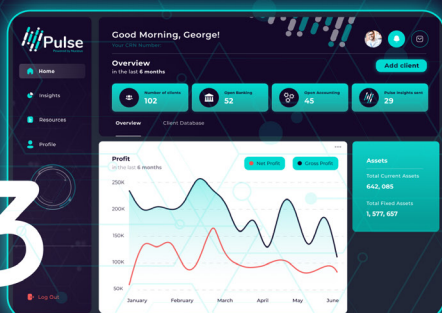 Pulse
Home
Insights
Resources
Profile
Log Out
3
Good Morning, George!
Your CRN Number:
Overview
in the last 6 months
Add client
Number of clients
102
Open Banking
52
Open Accounting
45
Pulse Insights sent
29
Overview
Client Database
Profit
in the last 6 months
Net Profit
Gross Profit
250K
200K
150K
100K
50K
January February March April May June
Assets
Total Current Assets
642, 085
Total Fixed Assets
1, 577, 657